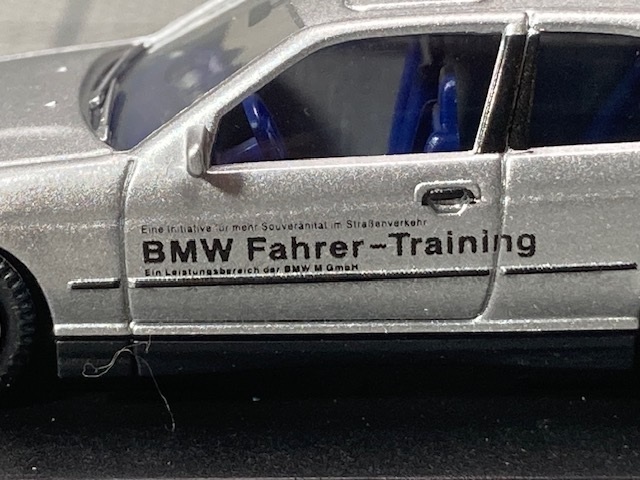 Eine Initiative für mehr Souveränität im Straßenverkehr
BMW Fahrer-Training
Ein Leistungsbereich der BMW M GmbH